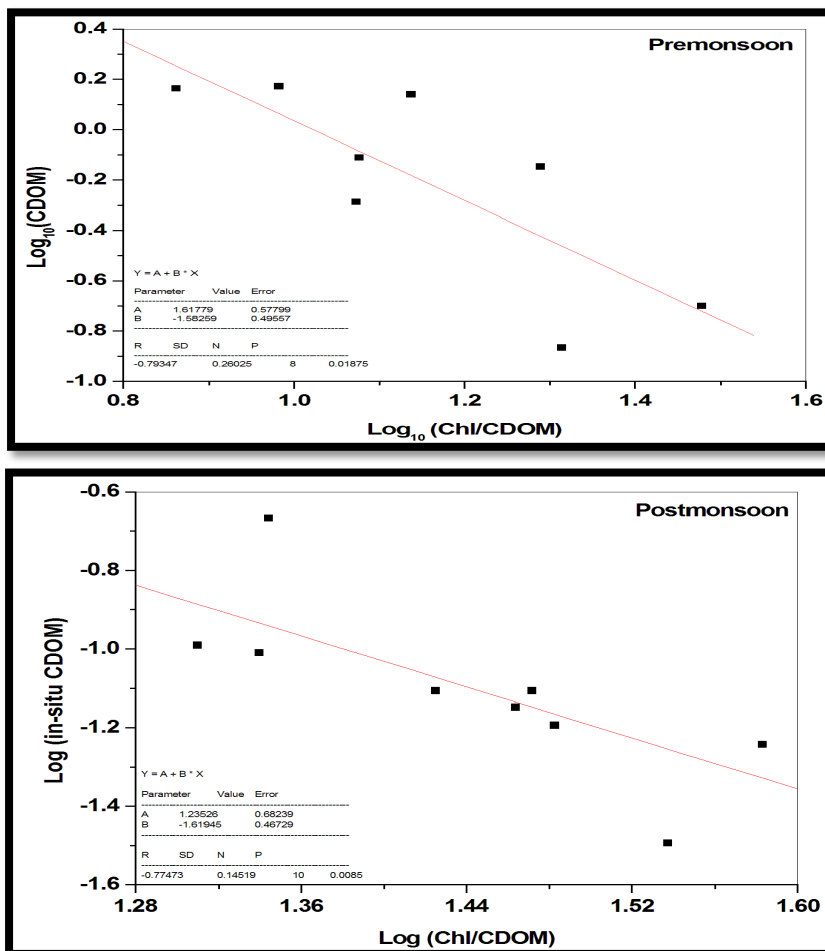 Premonsoon
0.4
0.2
0.0
-0.2
-0.4
-0.6
-0.8
-1.0
Log10(CDOM)
Y = A + B * X
Parameter Value Error
A 1.61779 0.57799
B -1.58259 0.49557
R SD N P
-0.79347 0.26025 8 0.01875
0.8 1.0 1.2 1.4 1.6
Log10 (Chl/CDOM)
Postmonsoon
-0.6
-0.8
-1.0
-1.2
-1.4
-1.6
Log (in-situ CDOM)
Y = A + B * X
Parameter Value Error
A 1.23526 0.68239
B -1.61945 0.46729
R SD N P
-0.77473 0.14519 10 0.0085
1.28 1.36 1.44 1.52 1.60
Log (Chl/CDOM)